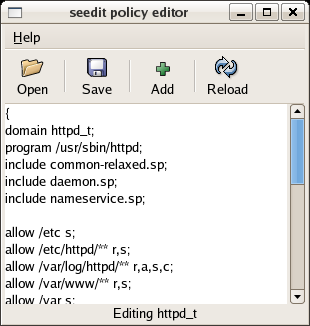 seedit policy editor
Help
Open Save Add Reload
{
domain httpd_t;
program /usr/sbin/httpd;
include common-relaxed.sp;
include daemon.sp;
include nameservice.sp;
allow /etc s;
allow /etc/httpd/** r,s;
allow /var/log/httpd/** r,a,s,c;
allow /var/www/** r,s;
allow /var s;
Editing httpd_t